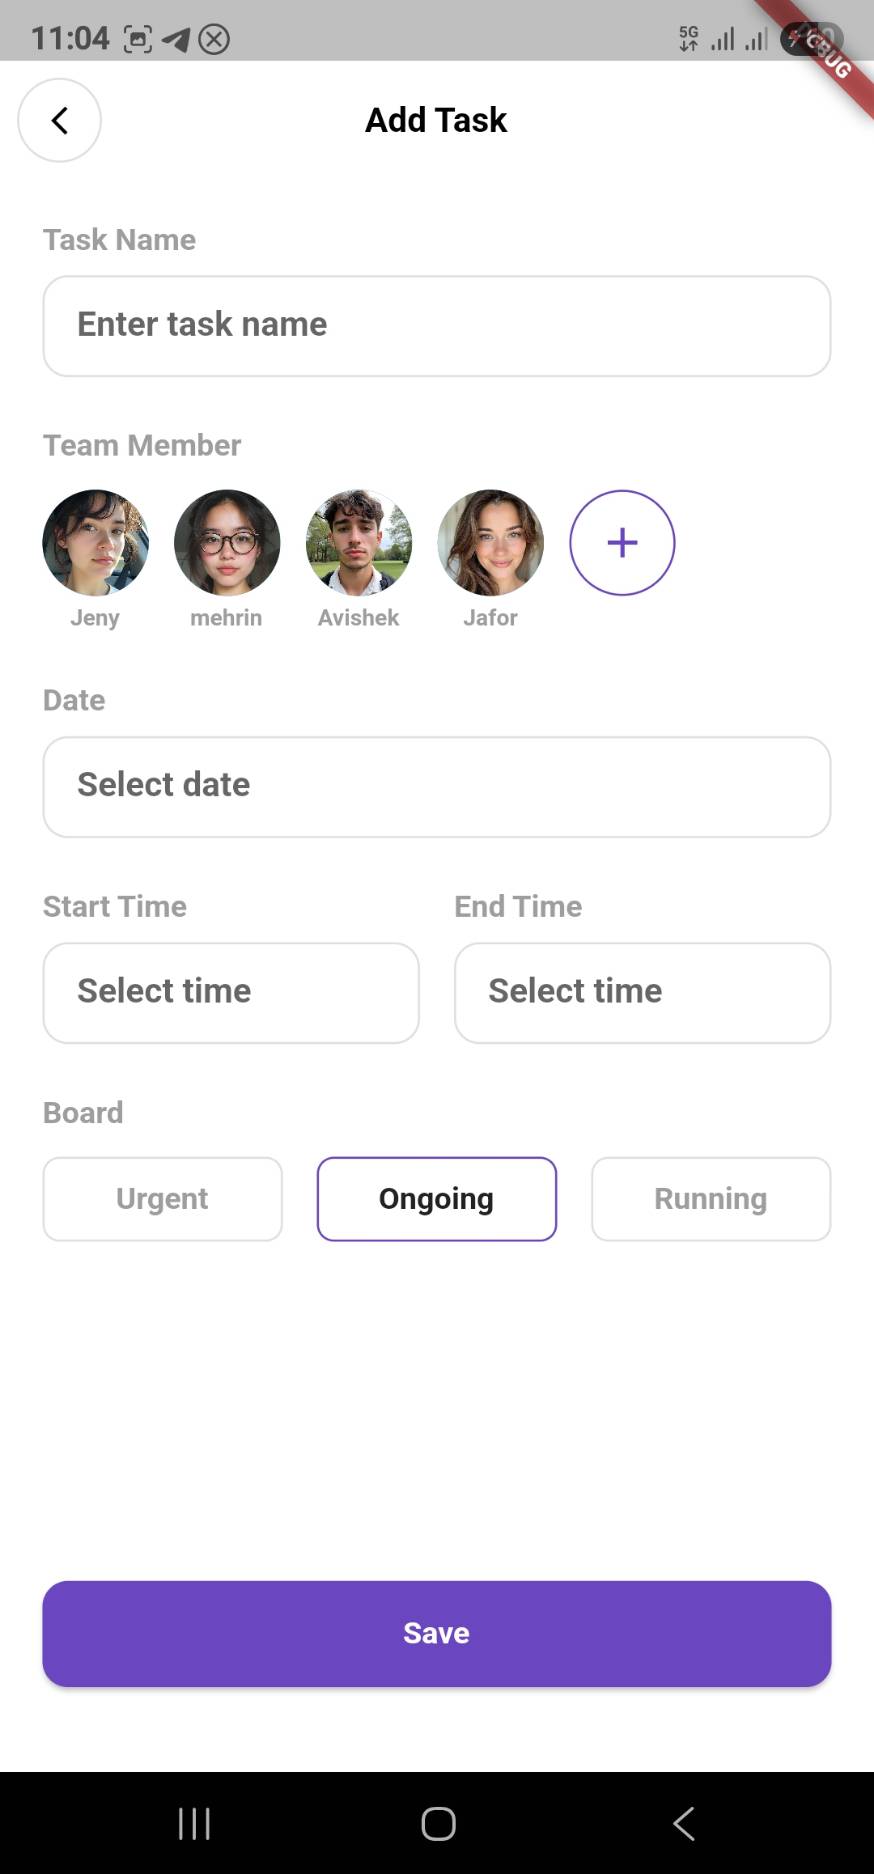 11:04
5G
DEBUG
Add Task
Task Name
Enter task name
Team Member
Jeny mehrin Avishek Jafor
Date
Select date
Start Time End Time
Select time Select time
Board
Urgent Ongoing Running
Save